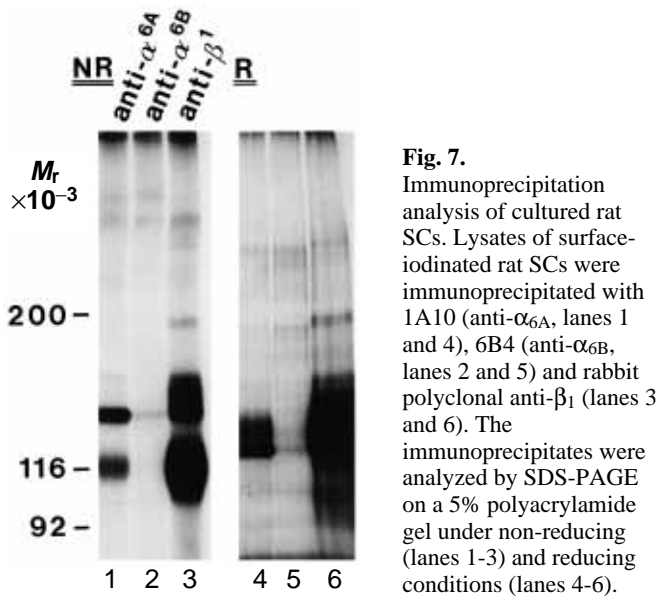 anti-α6A
anti-α6B
anti-β1
NR
R
Mr
×10–3
200 –
116 –
92 –
1 2 3 4 5 6
Fig. 7.
Immunoprecipitation
analysis of cultured rat
SCs. Lysates of surface-
iodinated rat SCs were
immunoprecipitated with
1A10 (anti-α6A, lanes 1
and 4), 6B4 (anti-α6B,
lanes 2 and 5) and rabbit
polyclonal anti-β1 (lanes 3
and 6). The
immunoprecipitates were
analyzed by SDS-PAGE
on a 5% polyacrylamide
gel under non-reducing
(lanes 1-3) and reducing
conditions (lanes 4-6).